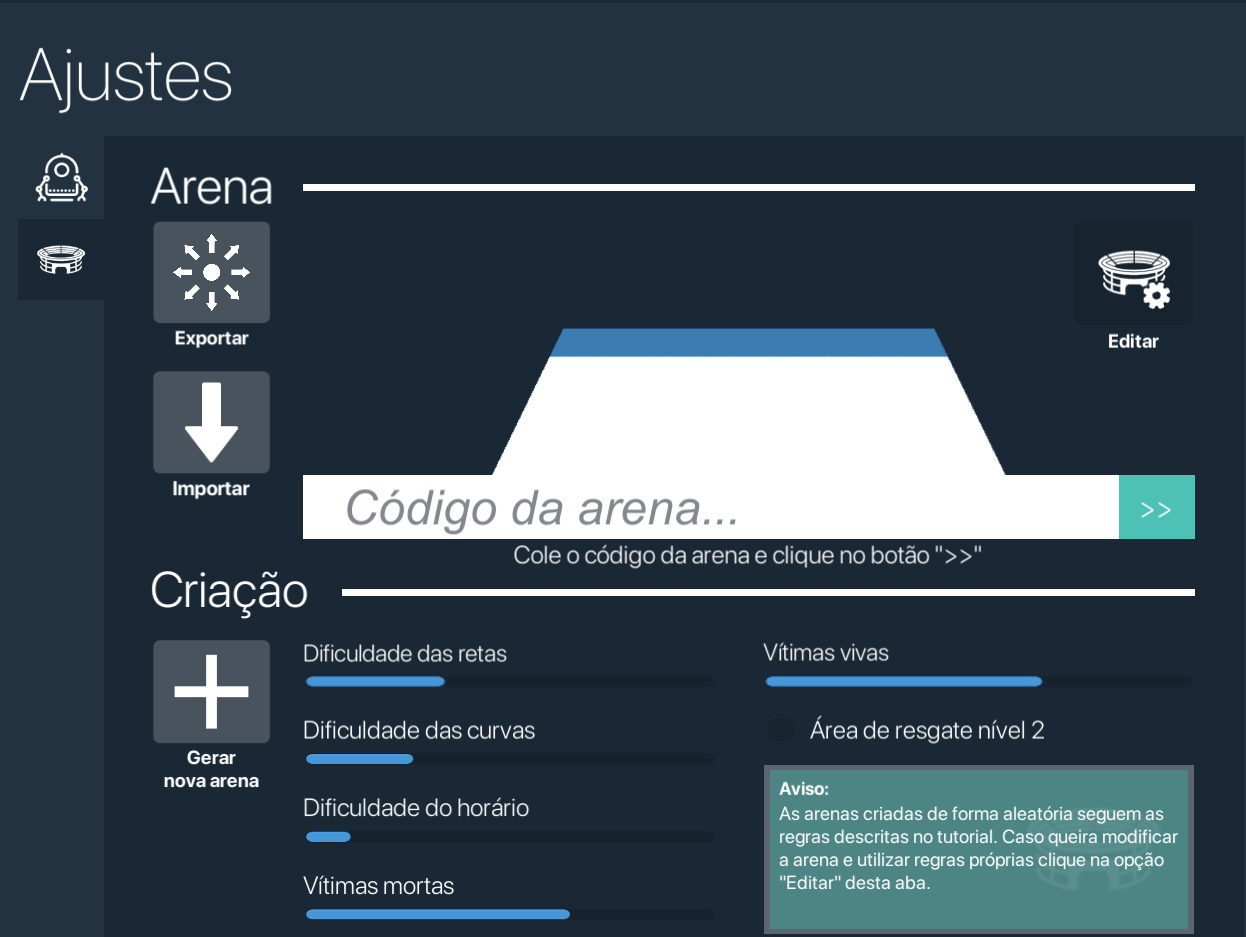 Ajustes
Arena
Exportar
Editar
Importar
Código da arena...
>>
Cole o código da arena e clique no botão ">>"
Criação
Gerar
nova arena
Dificuldade das retas
Dificuldade das curvas
Dificuldade do horário
Vítimas mortas
Vítimas vivas
Área de resgate nível 2
Aviso:
As arenas criadas de forma aleatória seguem as
regras descritas no tutorial. Caso queira modificar
a arena e utilizar regras próprias clique na opção
"Editar" desta aba.